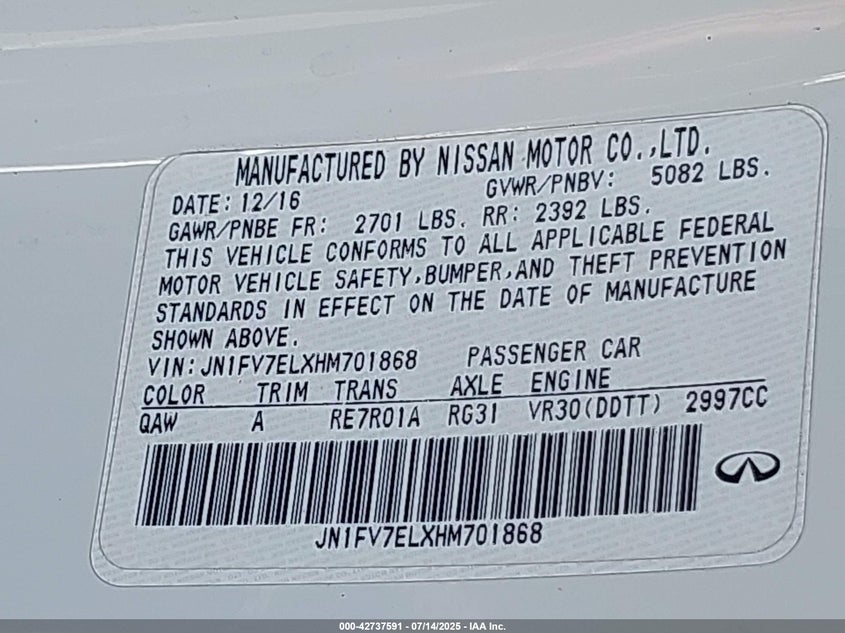 MANUFACTURED BY NISSAN MOTOR CO.,LTD.
DATE: 12/16 GVWR/PNBV: 5082 LBS.
GAWR/PNBE FR: 2701 LBS. RR: 2392 LBS.
THIS VEHICLE CONFORMS TO ALL APPLICABLE FEDERAL
MOTOR VEHICLE SAFETY,BUMPER,AND THEFT PREVENTION
STANDARDS IN EFFECT ON THE DATE OF MANUFACTURE
SHOWN ABOVE.
VIN:JN1FV7ELXHM701868 PASSENGER CAR
COLOR TRIM TRANS AXLE ENGINE
QAW A RE7R01A RG31 VR30(DDTT) 2997CC
JN1FV7ELXHM701868
000-42737591 - 07/14/2025 - IAA Inc.